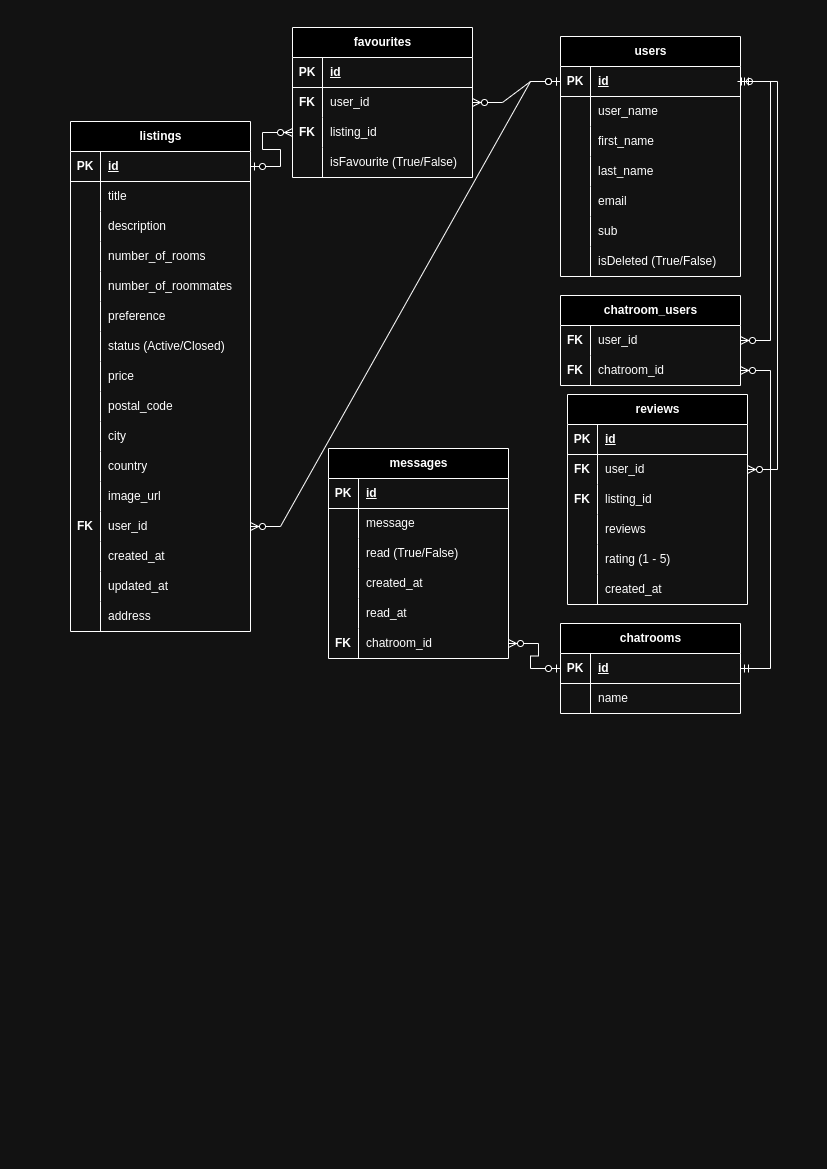 favourites
PK id
FK user_id
FK listing_id
isFavourite (True/False)
users
PK id
user_name
first_name
last_name
email
sub
isDeleted (True/False)
listings
PK id
title
description
number_of_rooms
number_of_roommates
preference
status (Active/Closed)
price
postal_code
city
country
image_url
FK user_id
created_at
updated_at
address
chatroom_users
FK user_id
FK chatroom_id
reviews
PK id
FK user_id
FK listing_id
reviews
rating (1 - 5)
created_at
messages
PK id
message
read (True/False)
created_at
read_at
FK chatroom_id
chatrooms
PK id
name